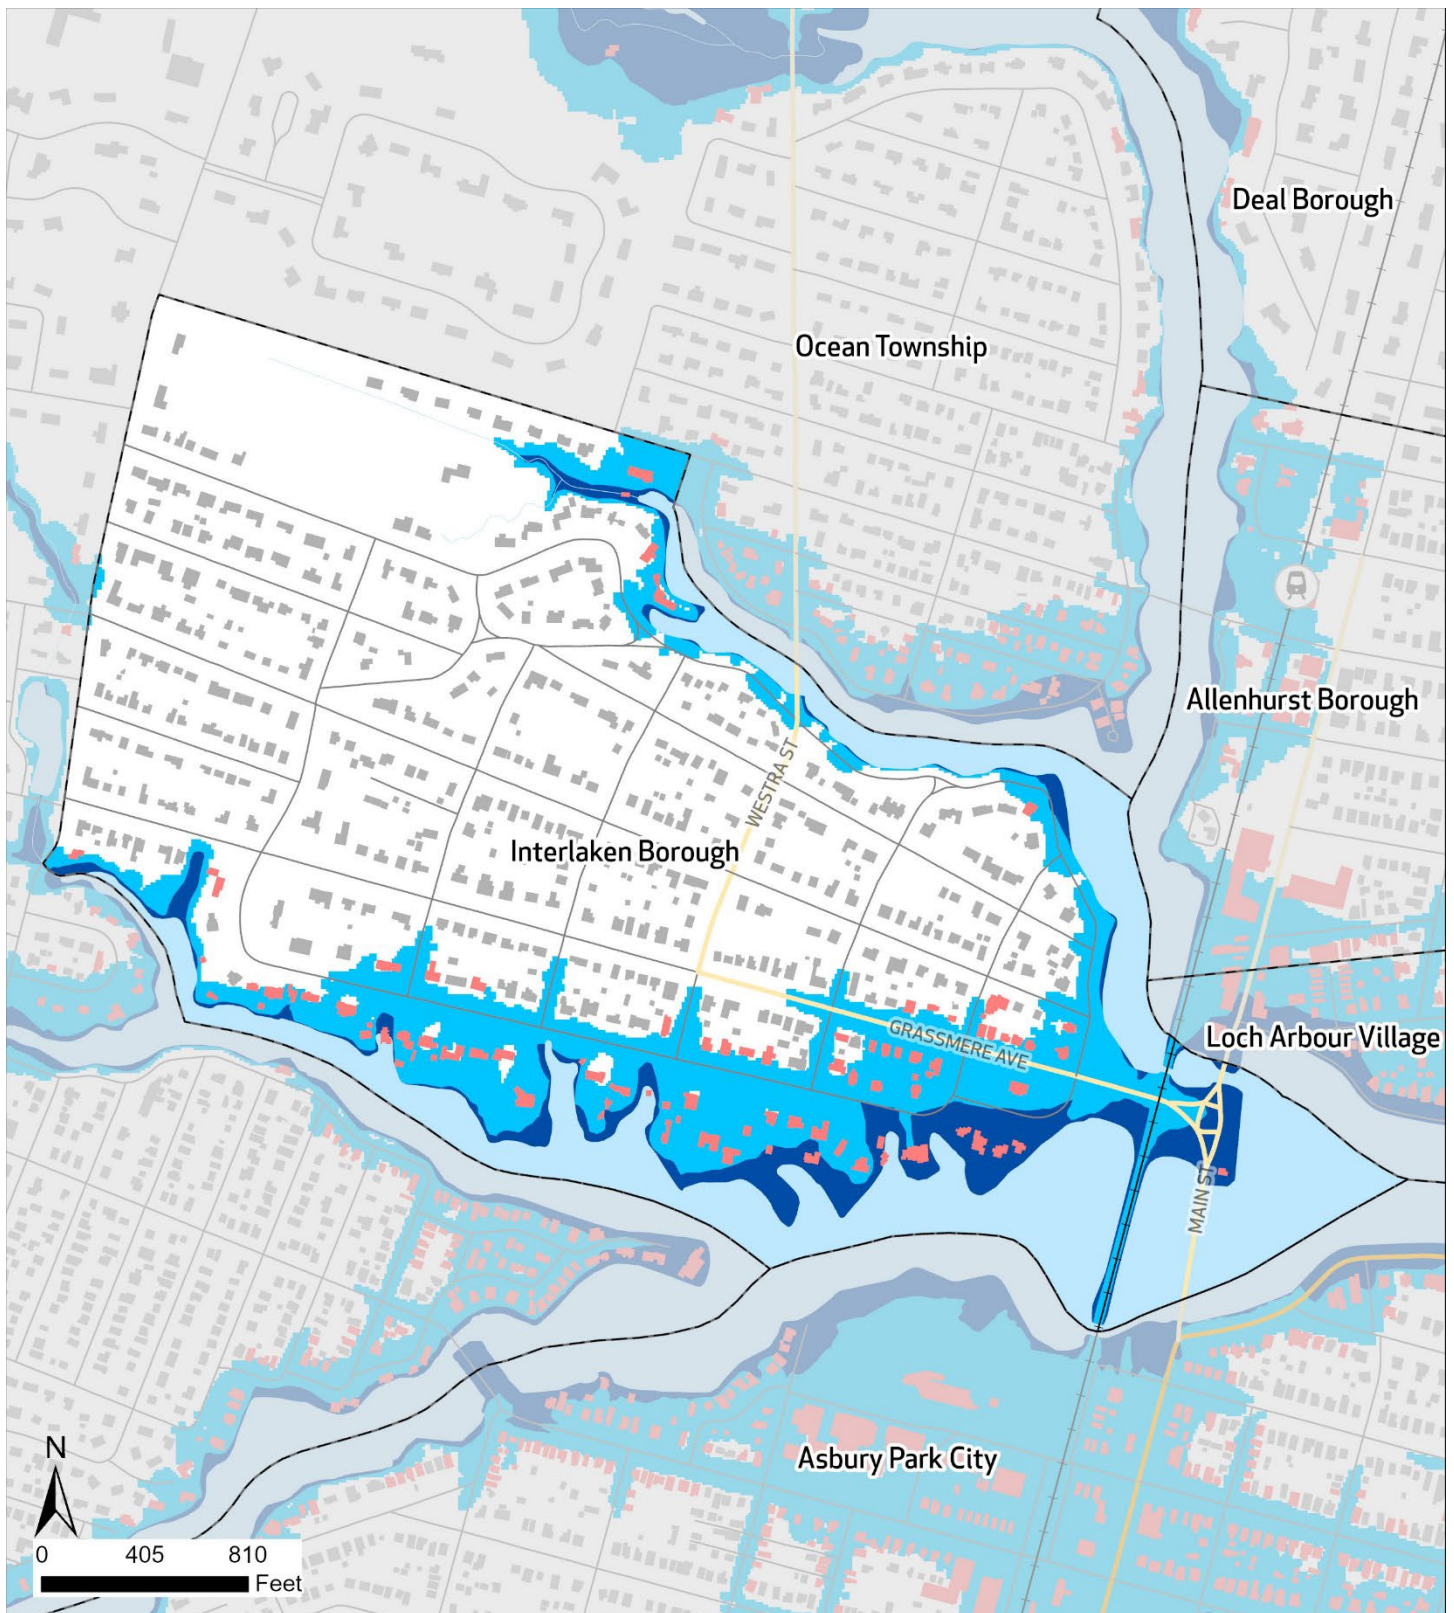 Deal Borough
Ocean Township
Allenhurst Borough
WESTRA ST
Interlaken Borough
GRASSMERE AVE
Loch Arbour Village
MAIN ST
Asbury Park City
N
0 405 810
Feet